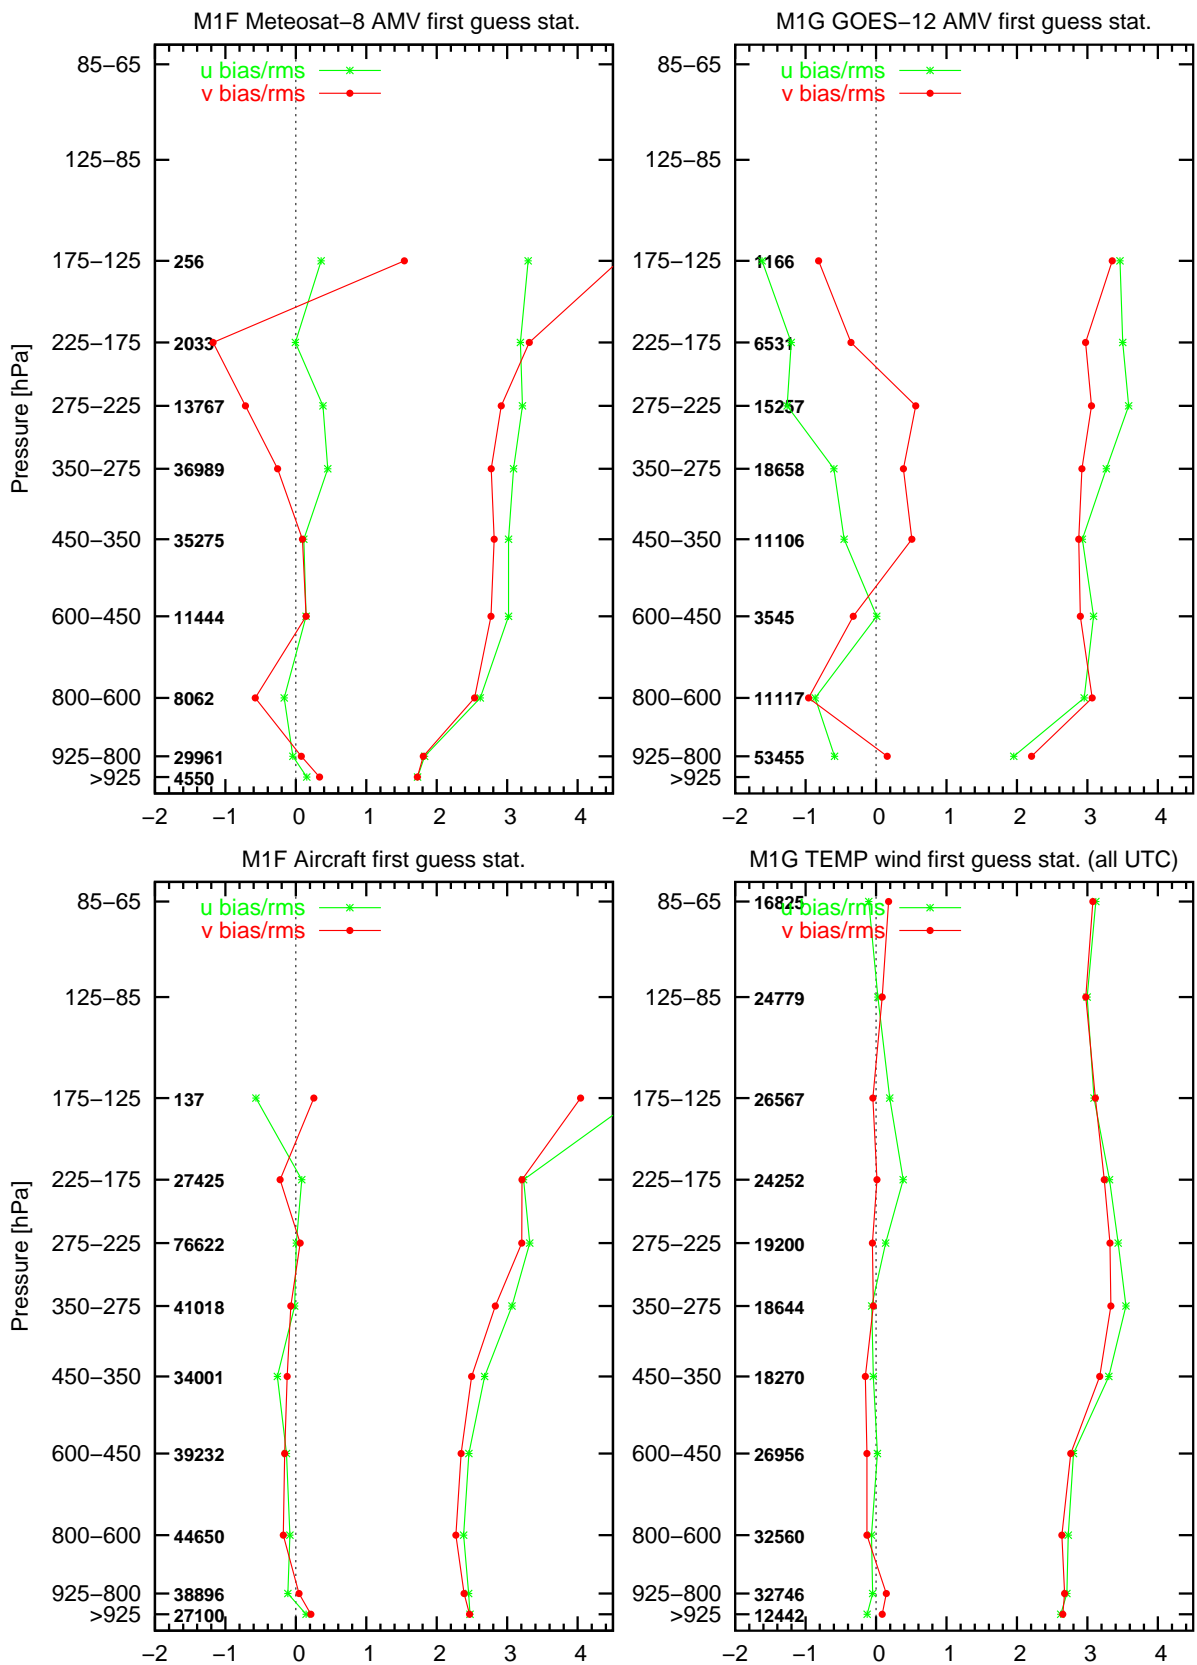 M1F Meteosat−8 AMV first guess stat.
85−65
u bias/rms
v bias/rms
125−85
175−125 256
225−175 2033
275−225 13767
350−275 36989
450−350 35275
600−450 11444
800−600 8062
925−800 29961
>925 4550
Pressure [hPa]
−2 −1 0 1 2 3 4
M1G GOES−12 AMV first guess stat.
85−65
u bias/rms
v bias/rms
125−85
175−125 1166
225−175 6531
275−225 15257
350−275 18658
450−350 11106
600−450 3545
800−600 11117
925−800 53455
>925
−2 −1 0 1 2 3 4
M1F Aircraft first guess stat.
85−65
u bias/rms
v bias/rms
125−85
175−125 137
225−175 27425
275−225 76622
350−275 41018
450−350 34001
600−450 39232
800−600 44650
925−800 38896
>925 27100
Pressure [hPa]
−2 −1 0 1 2 3 4
M1G TEMP wind first guess stat. (all UTC)
85−65 16825
u bias/rms
v bias/rms
125−85 24779
175−125 26567
225−175 24252
275−225 19200
350−275 18644
450−350 18270
600−450 26956
800−600 32560
925−800 32746
>925 12442
−2 −1 0 1 2 3 4